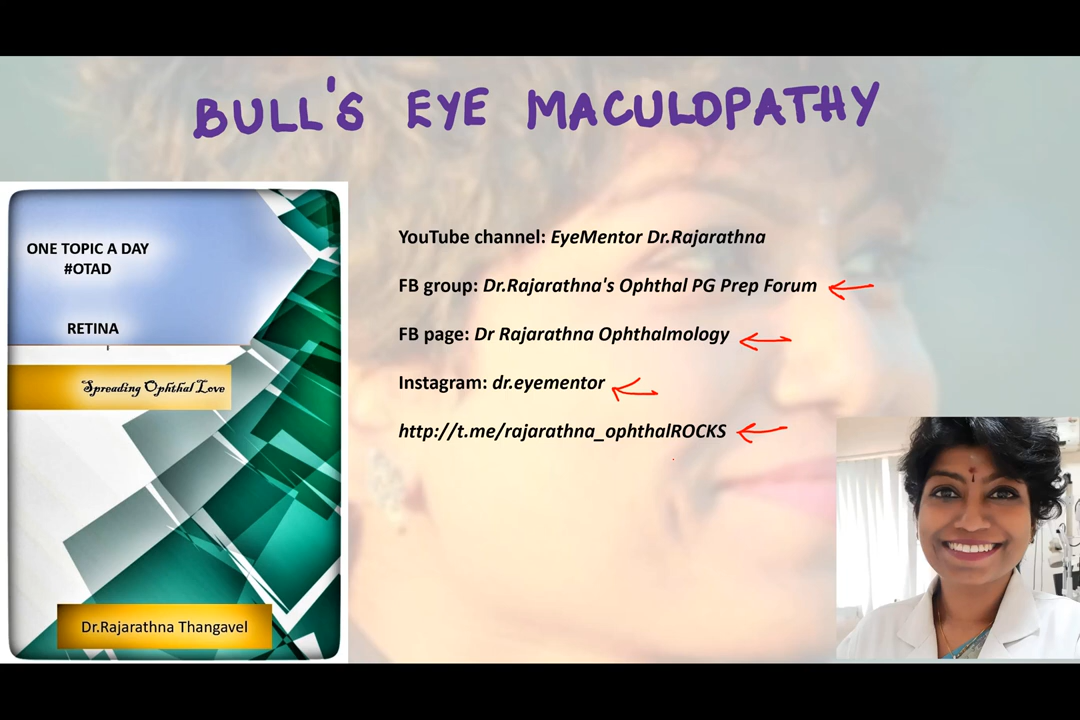 BULL'S EYE MACULOPATHY
ONE TOPIC A DAY
#OTAD
RETINA
Spreading Ophthal Love
Dr.Rajarathna Thangavel
YouTube channel: EyeMentor Dr.Rajarathna
FB group: Dr.Rajarathna's Ophthal PG Prep Forum
FB page: Dr Rajarathna Ophthalmology
Instagram: dr.eyementor
http://t.me/rajarathna_ophthalROCKS